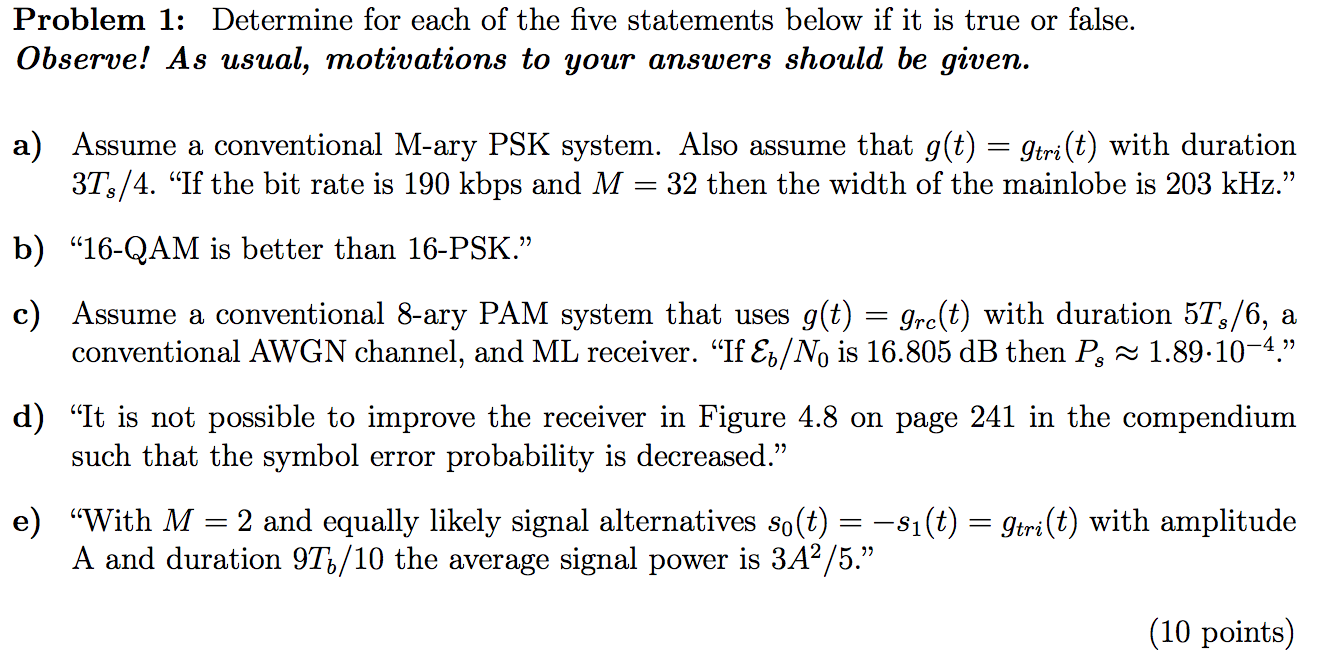 Problem 1: Determine for each of the five statements below if it is true or false.
Observe! As usual, motivations to your answers should be given.
a) Assume a conventional M-ary PSK system. Also assume that g(t) = g_{tri}(t) with duration
3T_s/4. “If the bit rate is 190 kbps and M = 32 then the width of the mainlobe is 203 kHz.”
b) “16-QAM is better than 16-PSK.”
c) Assume a conventional 8-ary PAM system that uses g(t) = g_{rc}(t) with duration 5T_s/6, a
conventional AWGN channel, and ML receiver. “If ℰ_b/N_0 is 16.805 dB then P_s ≈ 1.89·10^{−4}.”
d) “It is not possible to improve the receiver in Figure 4.8 on page 241 in the compendium
such that the symbol error probability is decreased.”
e) “With M = 2 and equally likely signal alternatives s_0(t) = −s_1(t) = g_{tri}(t) with amplitude
A and duration 9T_b/10 the average signal power is 3A^2/5.”
(10 points)